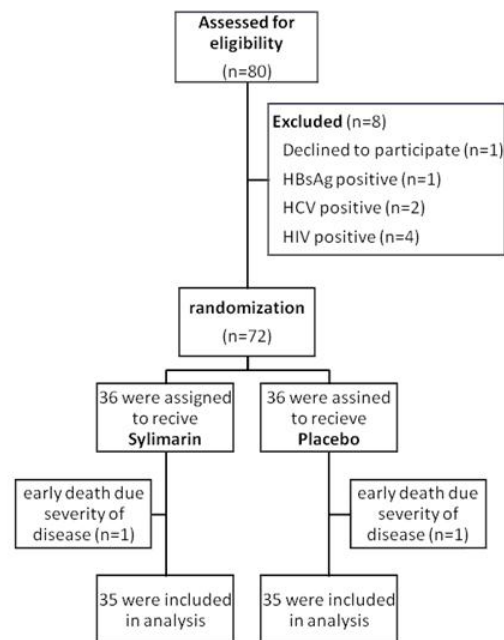 Assessed for
eligibility
(n=80)
Excluded (n=8)
Declined to participate (n=1)
HBsAg positive (n=1)
HCV positive (n=2)
HIV positive (n=4)
randomization
(n=72)
36 were assigned
to recive
Sylimarin
36 were assined
to recieve
Placebo
early death due
severity of
disease (n=1)
early death due
severity of
disease (n=1)
35 were included
in analysis
35 were included
in analysis